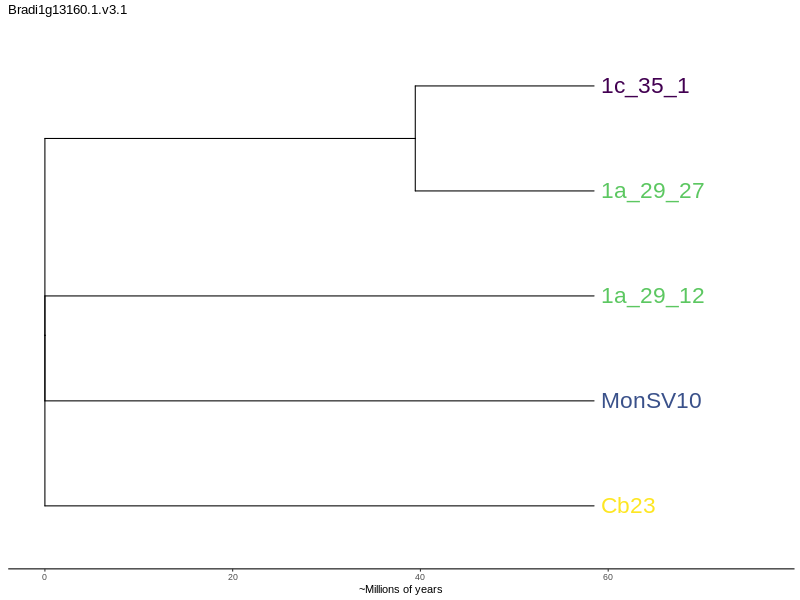 Bradi1g13160.1.v3.1
1c_35_1
1a_29_27
1a_29_12
MonSV10
Cb23
0 20 40 60
~Millions of years